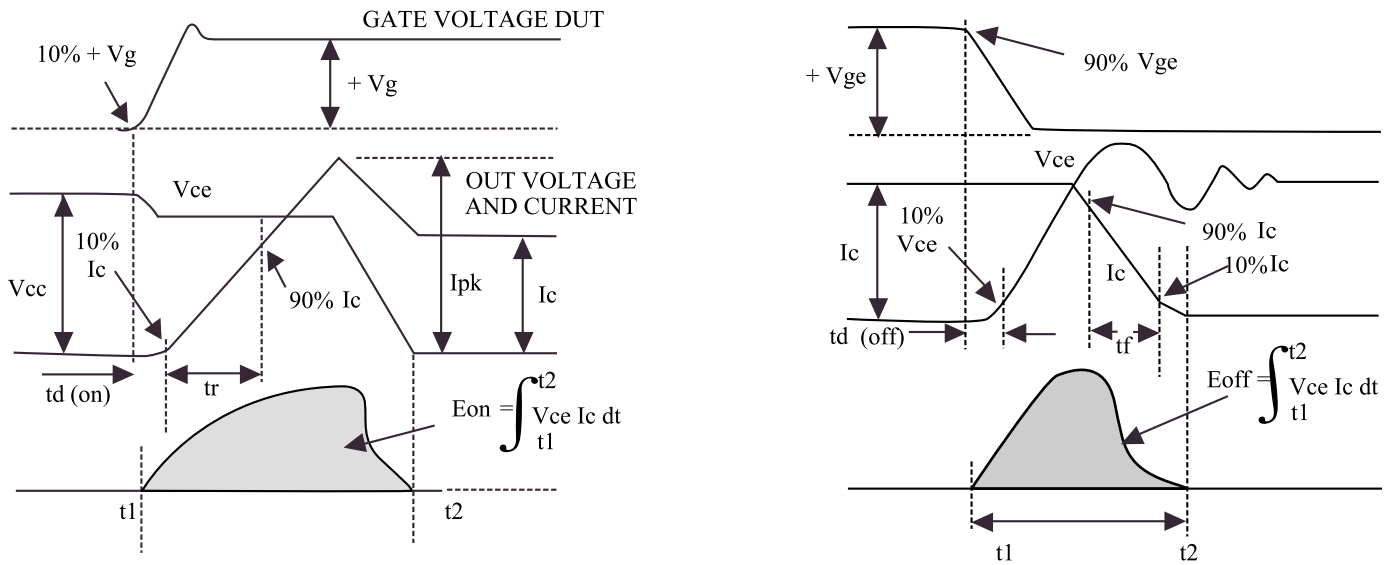 GATE VOLTAGE DUT
10% + Vg
+ Vg
Vce
OUT VOLTAGE
AND CURRENT
10%
Ic
Vcc
90% Ic
Ipk
Ic
td (on)
tr
Eon = ∫ t2
Vce Ic dt
t1
t1
t2
90% Vge
+ Vge
Vce
10%
Vce
90% Ic
Ic
Ic
10% Ic
td (off)
tf
Eoff = ∫ t2
Vce Ic dt
t1
t1
t2